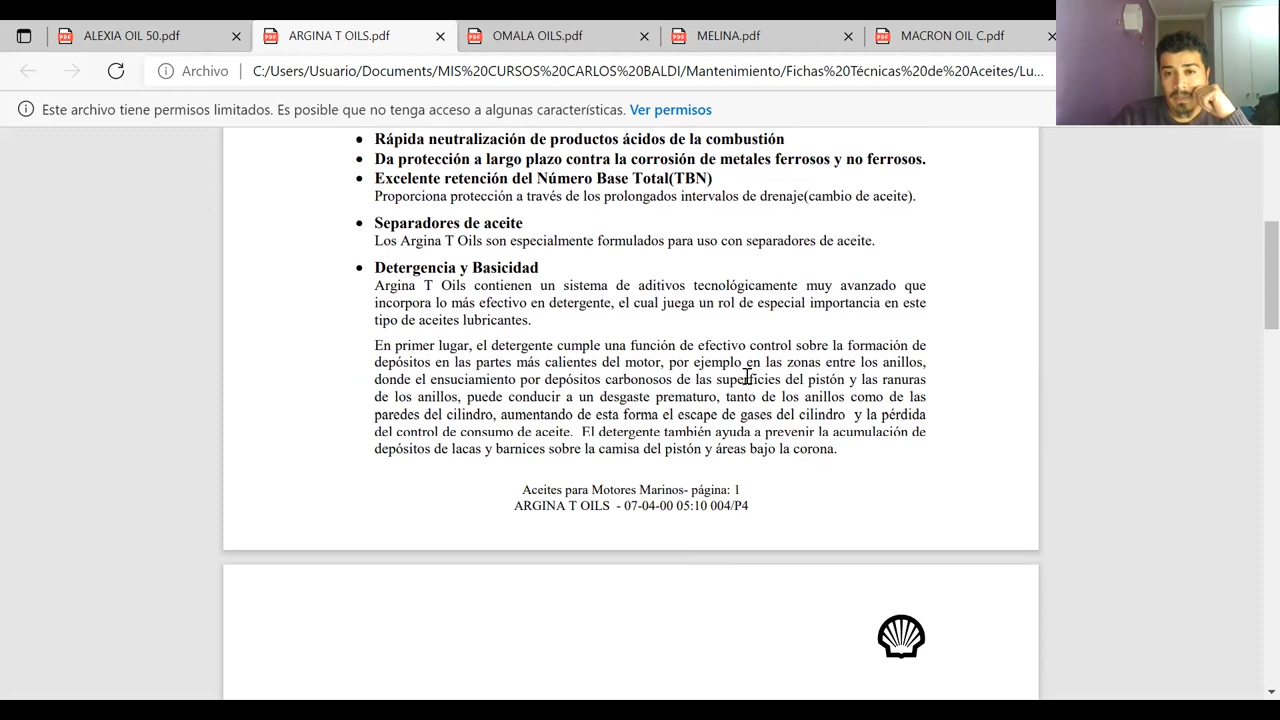 ALEXIA OIL 50.pdf
ARGINA T OILS.pdf
OMALA OILS.pdf
MELINA.pdf
MACRON OIL C.pdf
Archivo
C:/Users/Usuario/Documents/MIS%20CURSOS%20CARLOS%20BALDI/Mantenimiento/Fichas%20Técnicas%20de%20Aceites/Lu...
Este archivo tiene permisos limitados. Es posible que no tenga acceso a algunas características. Ver permisos
• Rápida neutralización de productos ácidos de la combustión
• Da protección a largo plazo contra la corrosión de metales ferrosos y no ferrosos.
• Excelente retención del Número Base Total(TBN)
Proporciona protección a través de los prolongados intervalos de drenaje(cambio de aceite).
• Separadores de aceite
Los Argina T Oils son especialmente formulados para uso con separadores de aceite.
• Detergencia y Basicidad
Argina T Oils contienen un sistema de aditivos tecnológicamente muy avanzado que
incorpora lo más efectivo en detergente, el cual juega un rol de especial importancia en este
tipo de aceites lubricantes.
En primer lugar, el detergente cumple una función de efectivo control sobre la formación de
depósitos en las partes más calientes del motor, por ejemplo en las zonas entre los anillos,
donde el ensuciamiento por depósitos carbonosos de las superficies del pistón y las ranuras
de los anillos, puede conducir a un desgaste prematuro, tanto de los anillos como de las
paredes del cilindro, aumentando de esta forma el escape de gases del cilindro y la pérdida
del control de consumo de aceite. El detergente también ayuda a prevenir la acumulación de
depósitos de lacas y barnices sobre la camisa del pistón y áreas bajo la corona.
Aceites para Motores Marinos- página: 1
ARGINA T OILS - 07-04-00 05:10 004/P4